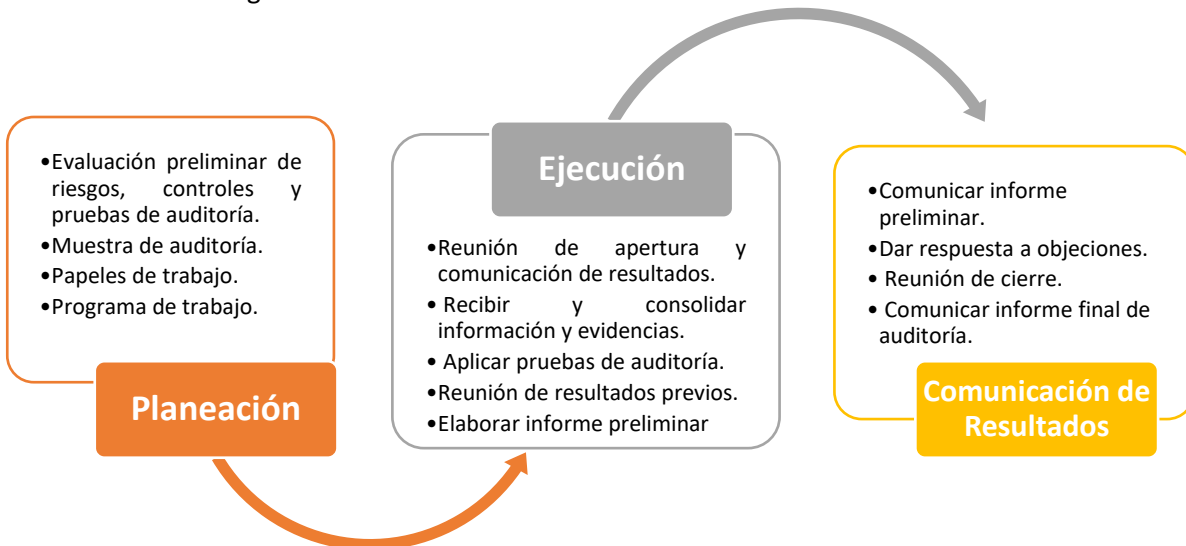 •Evaluación preliminar de
riesgos, controles y
pruebas de auditoría.
•Muestra de auditoría.
•Papeles de trabajo.
•Programa de trabajo.
Planeación
Ejecución
•Reunión de apertura y
comunicación de resultados.
• Recibir y consolidar
información y evidencias.
• Aplicar pruebas de auditoría.
•Reunión de resultados previos.
•Elaborar informe preliminar
•Comunicar informe
preliminar.
•Dar respuesta a objeciones.
• Reunión de cierre.
• Comunicar informe final de
auditoría.
Comunicación de
Resultados